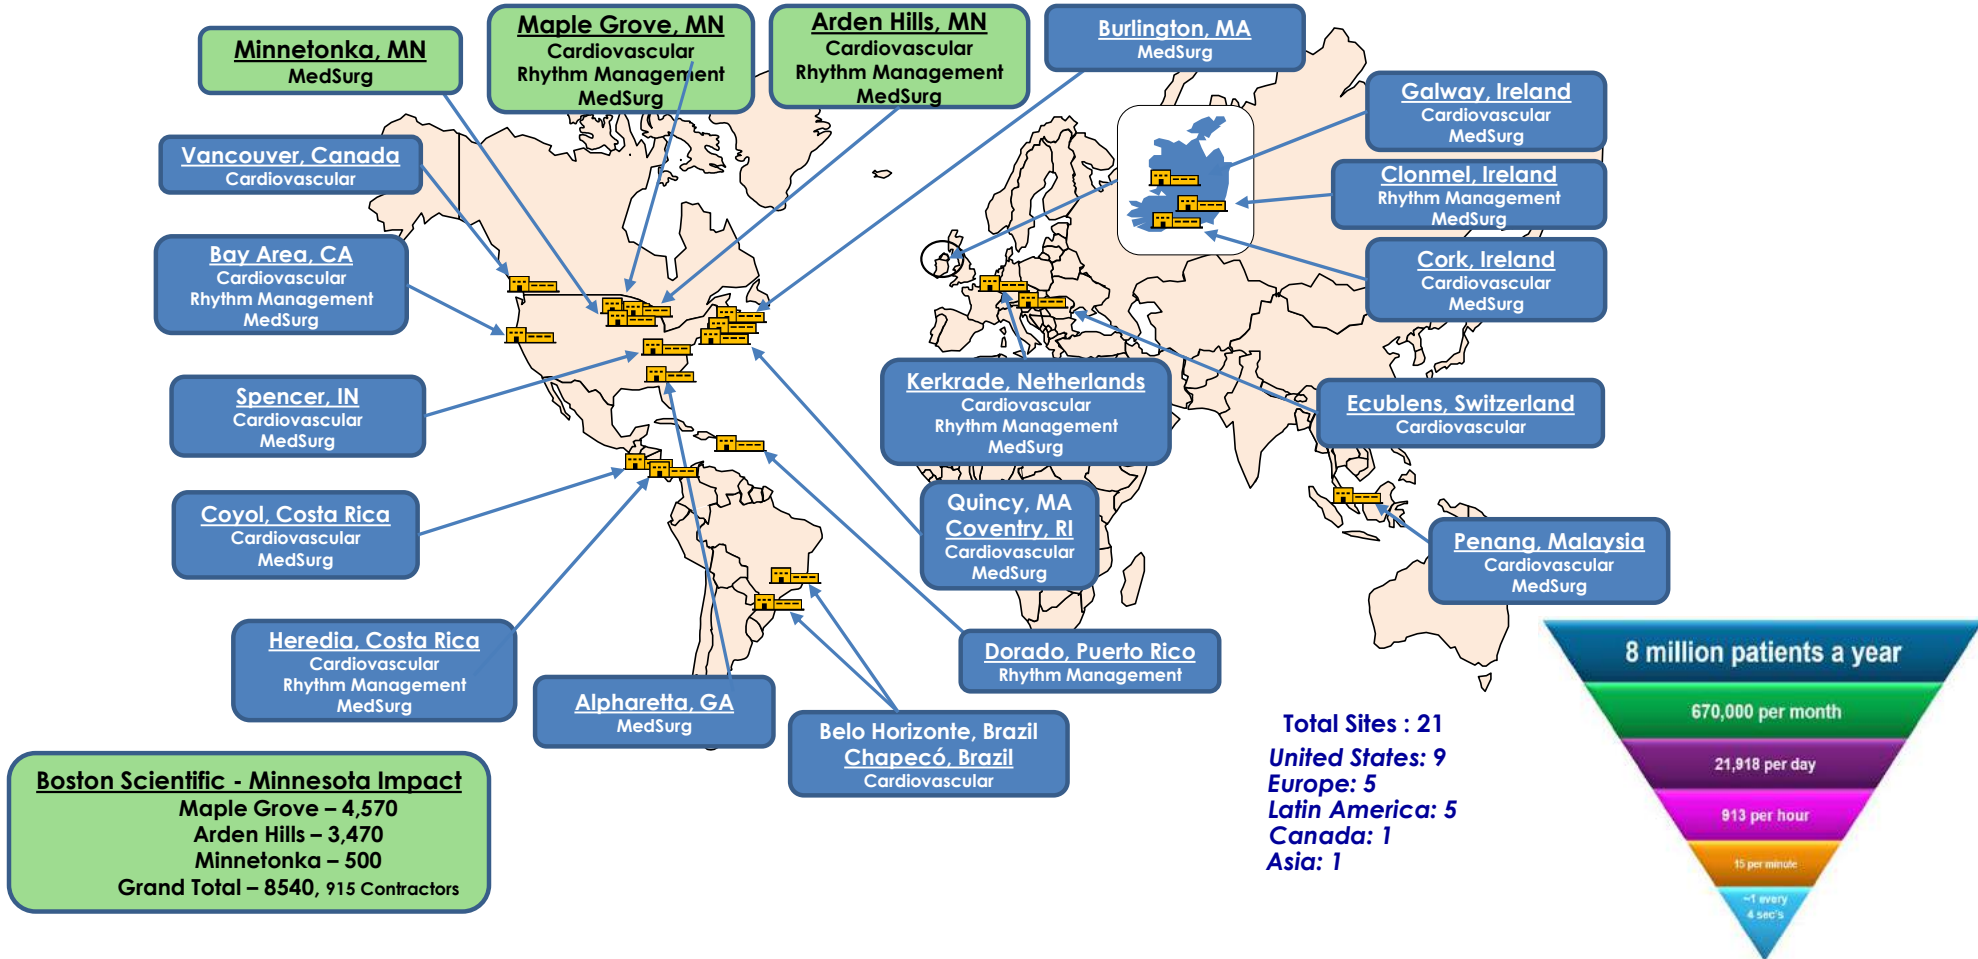 Minnetonka, MN
MedSurg
Maple Grove, MN
Cardiovascular
Rhythm Management
MedSurg
Arden Hills, MN
Cardiovascular
Rhythm Management
MedSurg
Burlington, MA
MedSurg
Galway, Ireland
Cardiovascular
MedSurg
Vancouver, Canada
Cardiovascular
Clonmel, Ireland
Rhythm Management
MedSurg
Bay Area, CA
Cardiovascular
Rhythm Management
MedSurg
Cork, Ireland
Cardiovascular
MedSurg
Spencer, IN
Cardiovascular
MedSurg
Kerkrade, Netherlands
Cardiovascular
Rhythm Management
MedSurg
Ecublens, Switzerland
Cardiovascular
Coyol, Costa Rica
Cardiovascular
MedSurg
Quincy, MA
Coventry, RI
Cardiovascular
MedSurg
Penang, Malaysia
Cardiovascular
MedSurg
Heredia, Costa Rica
Cardiovascular
Rhythm Management
MedSurg
Alpharetta, GA
MedSurg
Dorado, Puerto Rico
Rhythm Management
Belo Horizonte, Brazil
Chapecó, Brazil
Cardiovascular
Boston Scientific - Minnesota Impact
Maple Grove – 4,570
Arden Hills – 3,470
Minnetonka – 500
Grand Total – 8540, 915 Contractors
Total Sites : 21
United States: 9
Europe: 5
Latin America: 5
Canada: 1
Asia: 1
8 million patients a year
670,000 per month
21,918 per day
913 per hour
15 per minute
~1 every
4 sec's